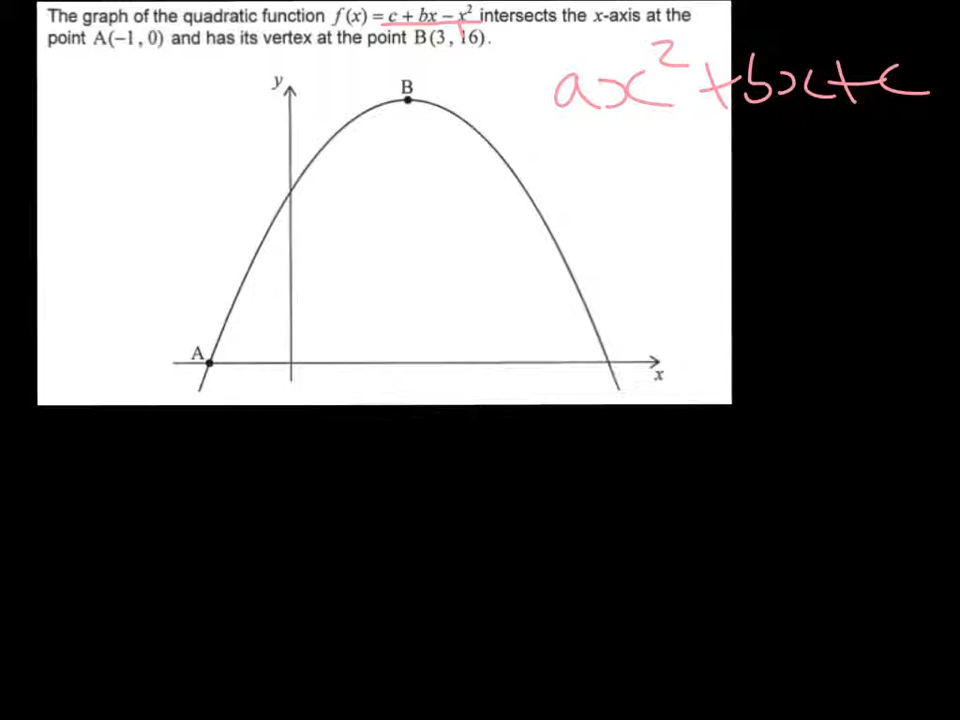 The graph of the quadratic function f(x) = c + bx − x² intersects the x-axis at the
point A(−1, 0) and has its vertex at the point B(3, 16).
ax² + bx + c
y
B
A
x